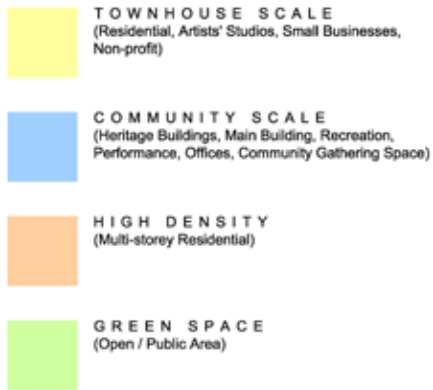 TOWNHOUSE SCALE
(Residential, Artists' Studios, Small Businesses,
Non-profit)
COMMUNITY SCALE
(Heritage Buildings, Main Building, Recreation,
Performance, Offices, Community Gathering Space)
HIGH DENSITY
(Multi-storey Residential)
GREEN SPACE
(Open / Public Area)